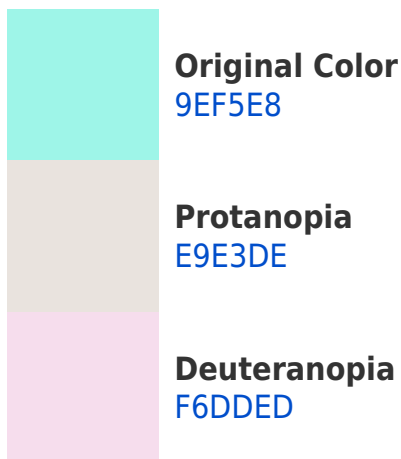 Original Color
9EF5E8
Protanopia
E9E3DE
Deuteranopia
F6DDED